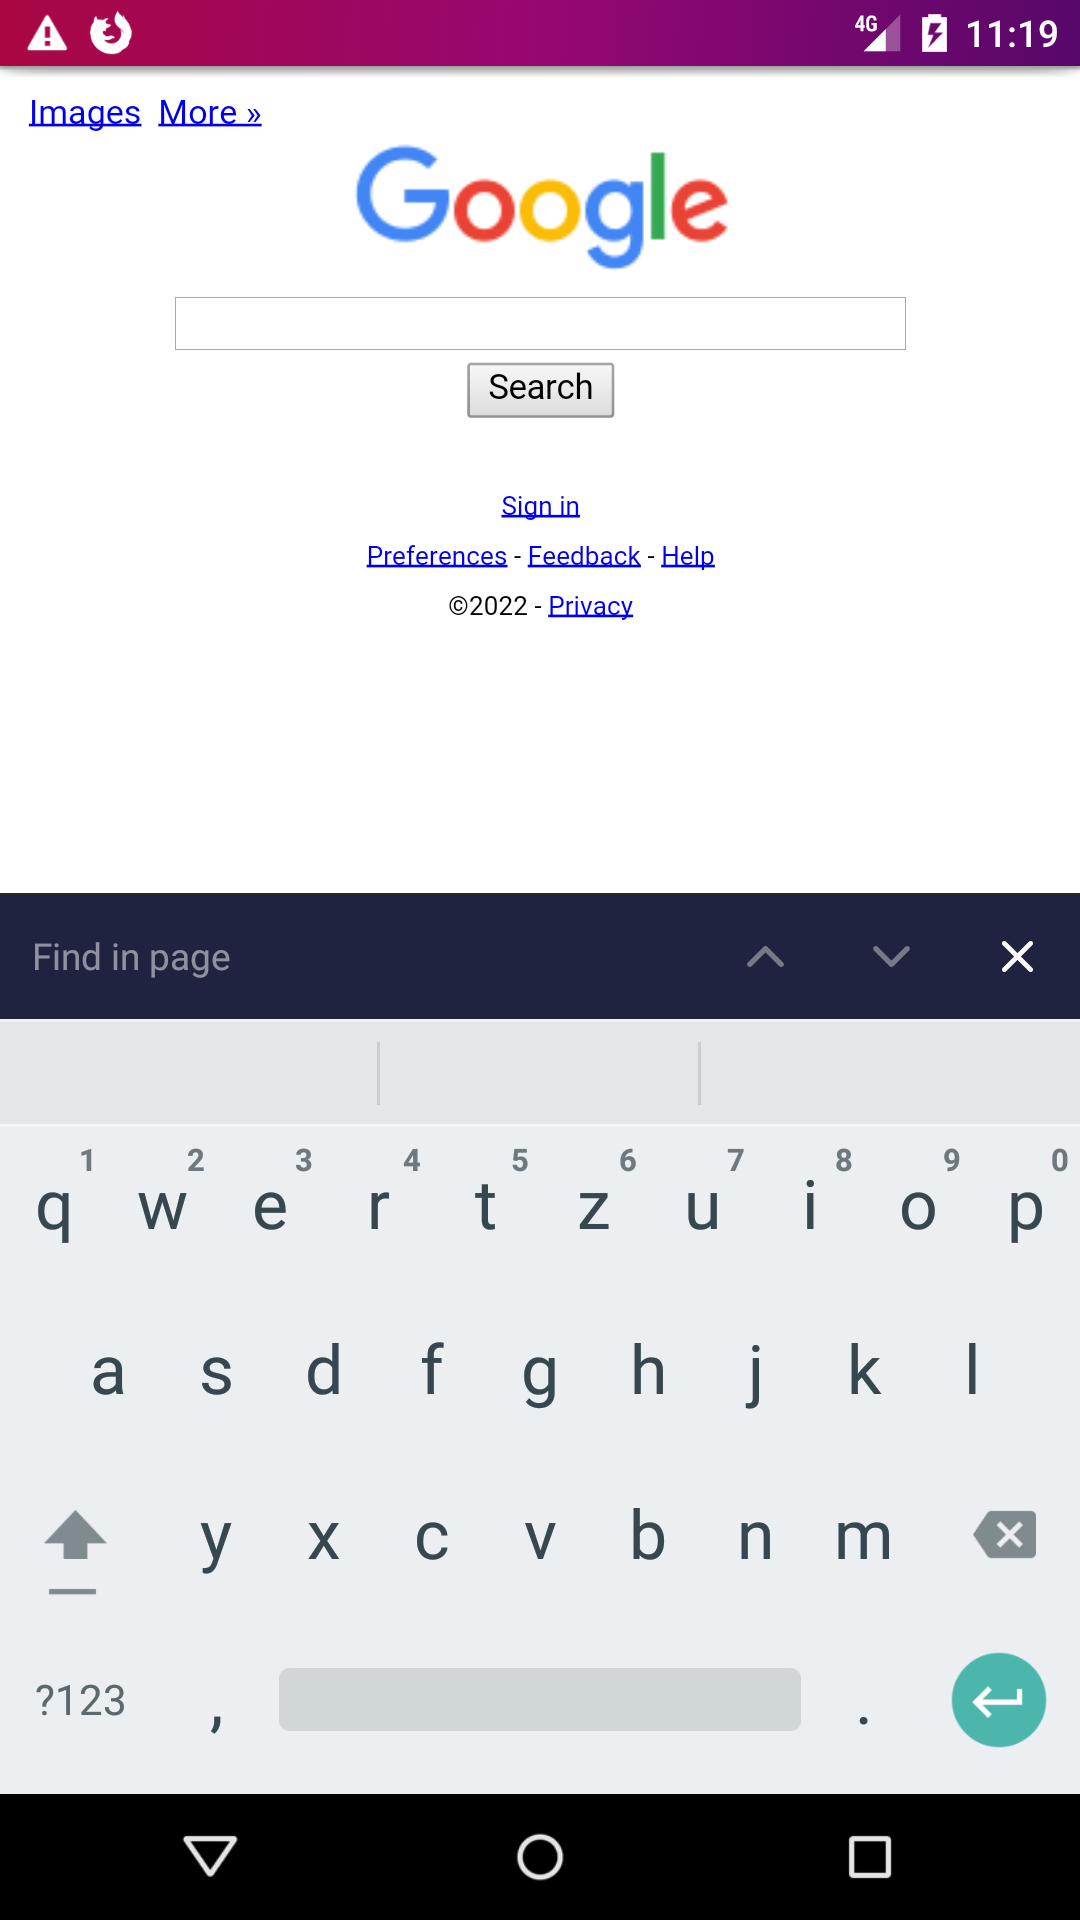 4G 11:19
Images More »
Google
Search
Sign in
Preferences - Feedback - Help
©2022 - Privacy
Find in page
1 2 3 4 5 6 7 8 9 0
q w e r t z u i o p
a s d f g h j k l
y x c v b n m
?123 , .